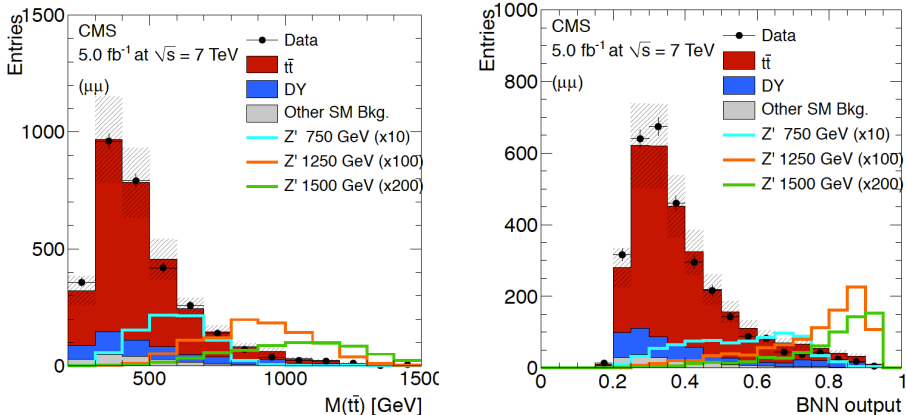 Entries
1500
1000
500
0
CMS
5.0 fb⁻¹ at √s = 7 TeV
(μμ)
Data
tt̄
DY
Other SM Bkg.
Z' 750 GeV (x10)
Z' 1250 GeV (x100)
Z' 1500 GeV (x200)
500 1000 1500
M(tt̄) [GeV]
Entries
1000
800
600
400
200
0
CMS
5.0 fb⁻¹ at √s = 7 TeV
(μμ)
Data
tt̄
DY
Other SM Bkg.
Z' 750 GeV (x10)
Z' 1250 GeV (x100)
Z' 1500 GeV (x200)
0 0.2 0.4 0.6 0.8 1
BNN output